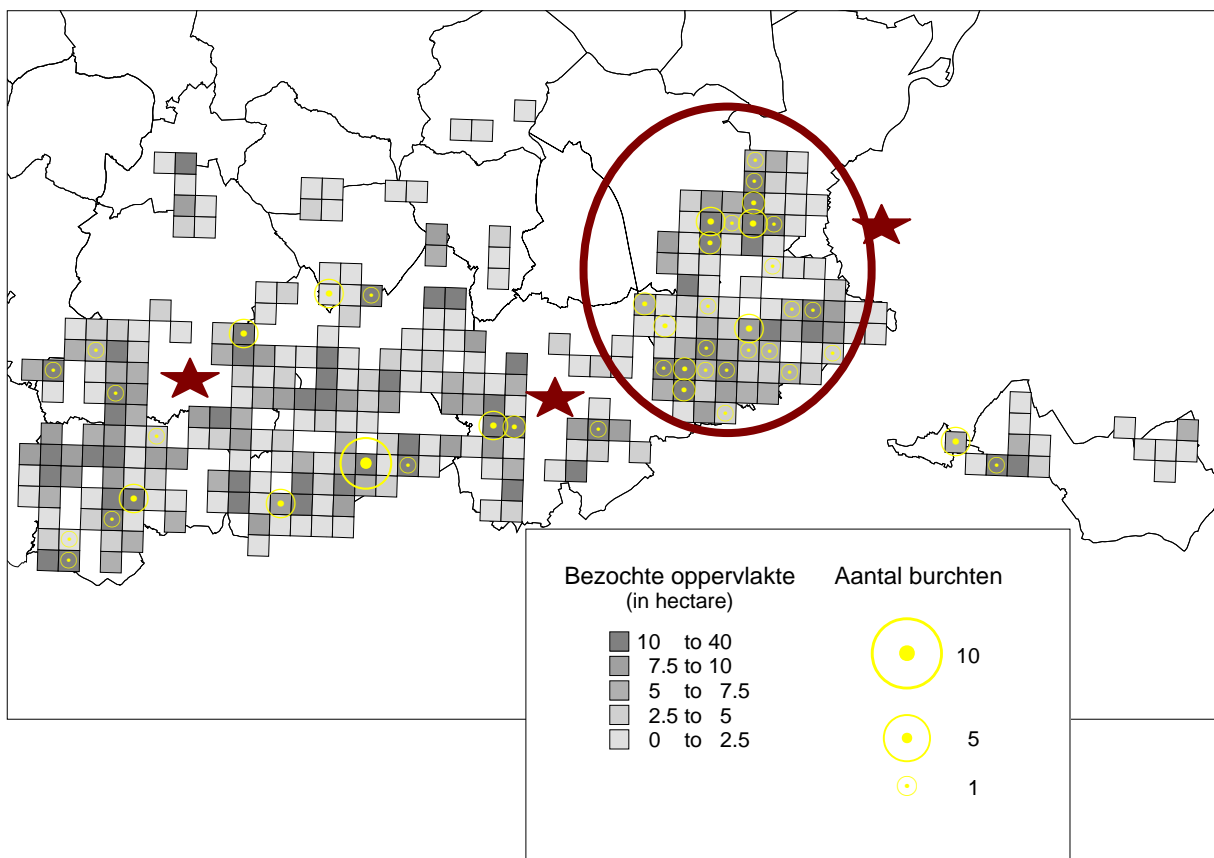 Bezochte oppervlakte
(in hectare)
10 to 40
7.5 to 10
5 to 7.5
2.5 to 5
0 to 2.5
Aantal burchten
10
5
1